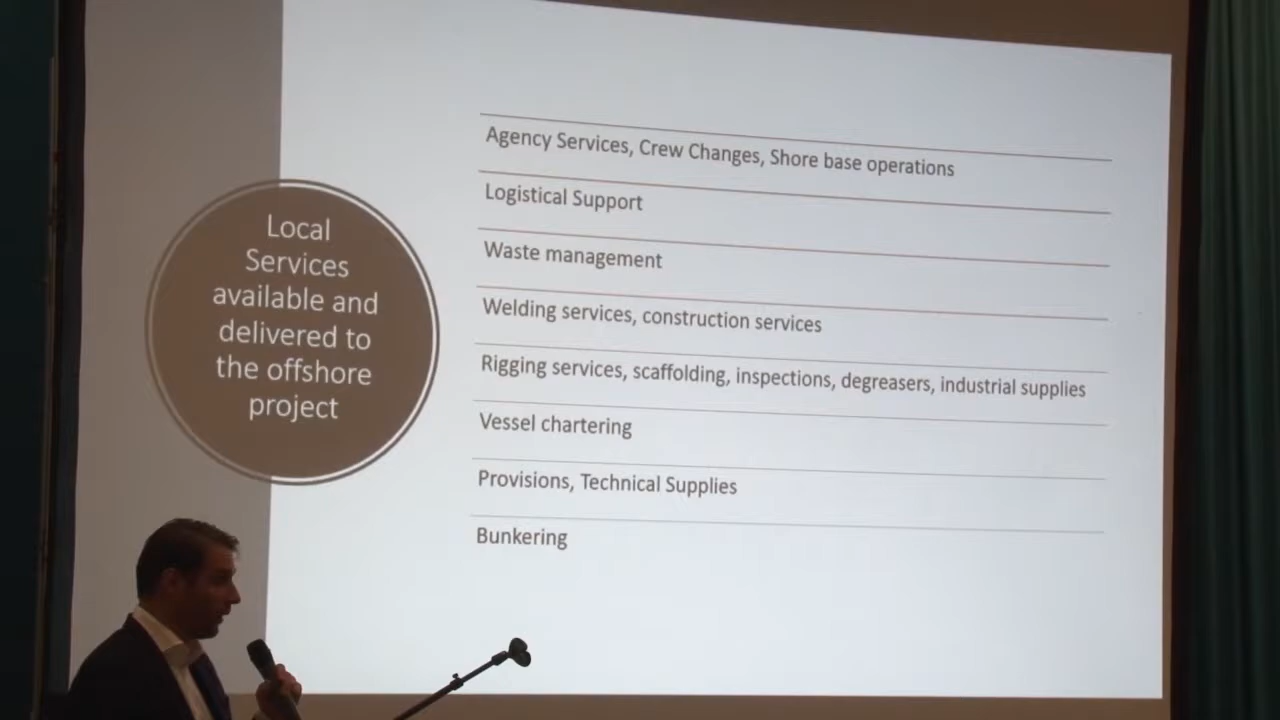 Local
Services
available and
delivered to
the offshore
project
Agency Services, Crew Changes, Shore base operations
Logistical Support
Waste management
Welding services, construction services
Rigging services, scaffolding, inspections, degreasers, industrial supplies
Vessel chartering
Provisions, Technical Supplies
Bunkering